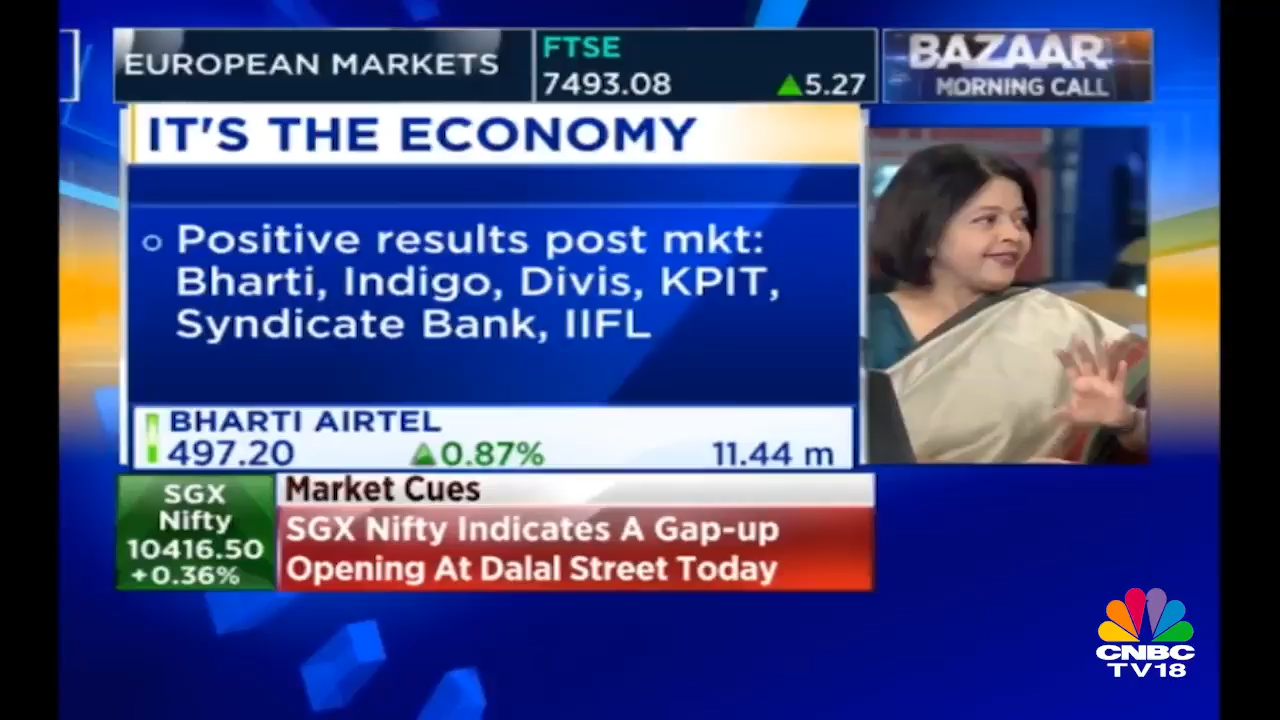 EUROPEAN MARKETS
FTSE
7493.08 ▲5.27
BAZAAR
MORNING CALL
IT'S THE ECONOMY
Positive results post mkt:
Bharti, Indigo, Divis, KPIT,
Syndicate Bank, IIFL
BHARTI AIRTEL
497.20 ▲0.87% 11.44 m
SGX
Nifty
10416.50
+0.36%
Market Cues
SGX Nifty Indicates A Gap-up
Opening At Dalal Street Today
CNBC
TV18